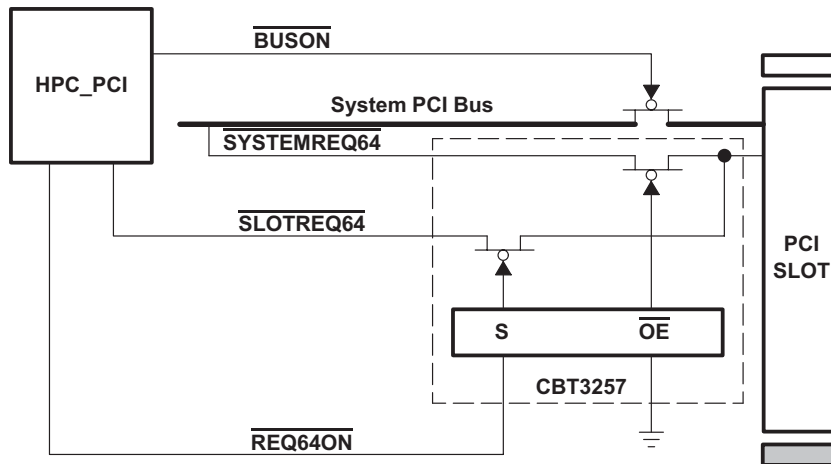 BUSON
HPC_PCI
System PCI Bus
SYSTEMREQ64
SLOTREQ64
PCI
SLOT
S
OE
CBT3257
REQ64ON